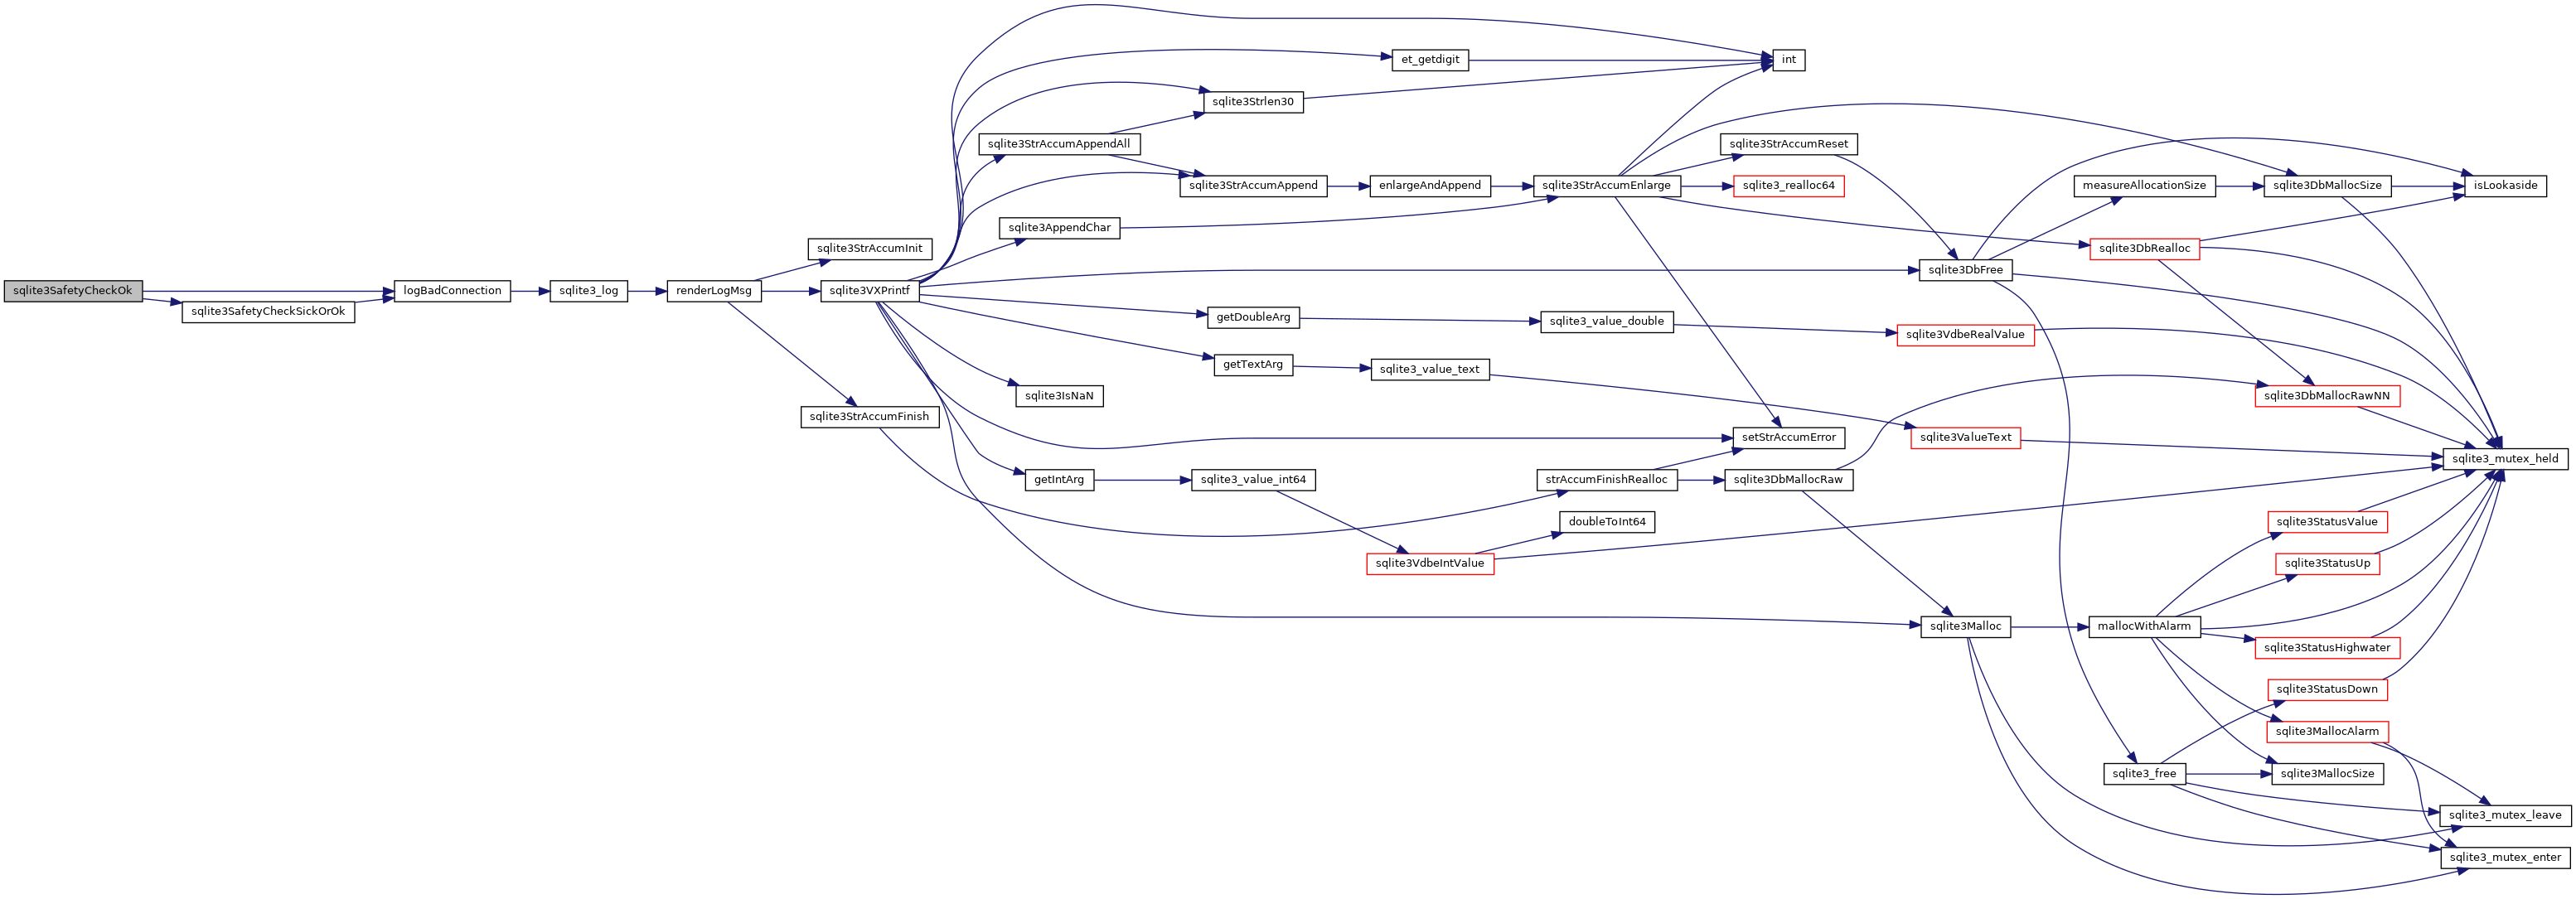 sqlite3SafetyCheckOk
sqlite3SafetyCheckSickOrOk
logBadConnection
sqlite3_log
renderLogMsg
sqlite3StrAccumInit
sqlite3VXPrintf
sqlite3StrAccumFinish
sqlite3StrAccumAppendAll
sqlite3AppendChar
sqlite3IsNaN
getIntArg
et_getdigit
sqlite3Strlen30
sqlite3StrAccumAppend
getDoubleArg
getTextArg
sqlite3_value_int64
enlargeAndAppend
sqlite3_value_text
sqlite3VdbeIntValue
int
sqlite3StrAccumEnlarge
sqlite3_value_double
strAccumFinishRealloc
doubleToInt64
sqlite3StrAccumReset
sqlite3_realloc64
setStrAccumError
sqlite3DbMallocRaw
sqlite3DbFree
sqlite3VdbeRealValue
sqlite3ValueText
sqlite3Malloc
measureAllocationSize
sqlite3DbRealloc
mallocWithAlarm
sqlite3_free
sqlite3DbMallocSize
sqlite3DbMallocRawNN
sqlite3StatusValue
sqlite3StatusUp
sqlite3StatusHighwater
sqlite3StatusDown
sqlite3MallocAlarm
sqlite3MallocSize
isLookaside
sqlite3_mutex_held
sqlite3_mutex_leave
sqlite3_mutex_enter